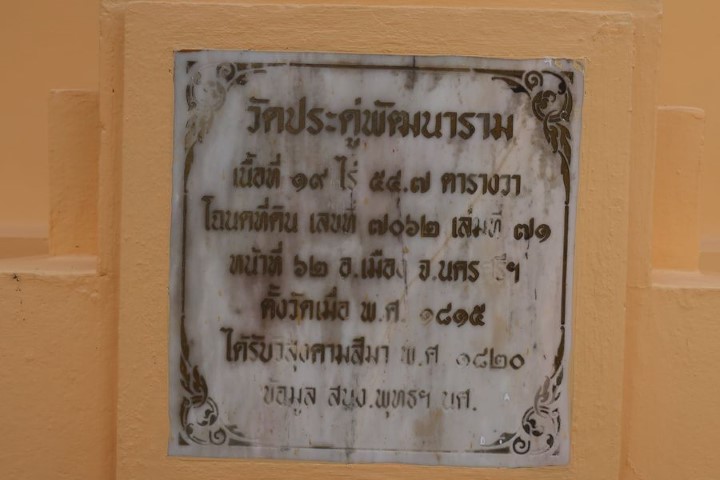 วัดประดู่พัฒนาราม
เนื้อที่ ๑๙ ไร่ ๕๔.๗ ตารางวา
โฉนดที่ดิน เลขที่ ๗๐๖๒ เล่มที่ ๗๑
หน้าที่ ๖๒ อ.เมือง จ.นครศรีฯ
ตั้งวัดเมื่อ พ.ศ. ๑๘๑๕
ได้รับวิสุงคามสีมา พ.ศ ๑๘๒๐
ข้อมูล สนง.พุทธฯ นศ.